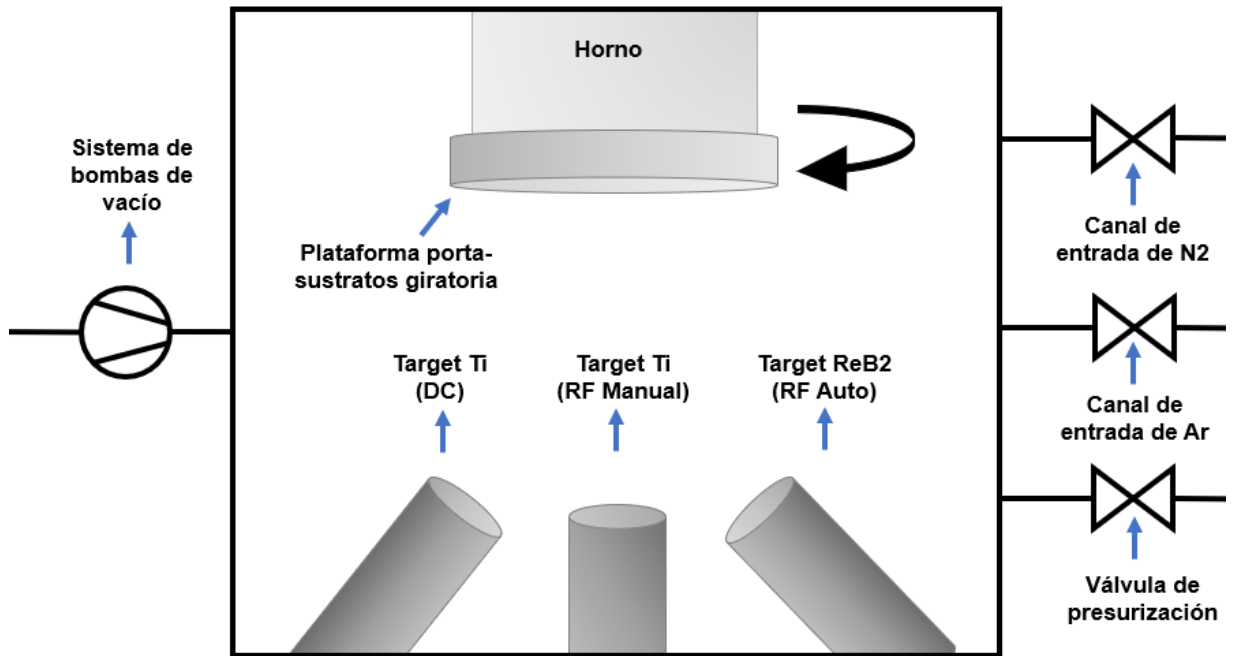 Horno
Sistema de
bombas de
vacío
Plataforma porta-
sustratos giratoria
Canal de
entrada de N2
Target Ti
(DC)
Target Ti
(RF Manual)
Target ReB2
(RF Auto)
Canal de
entrada de Ar
Válvula de
presurización